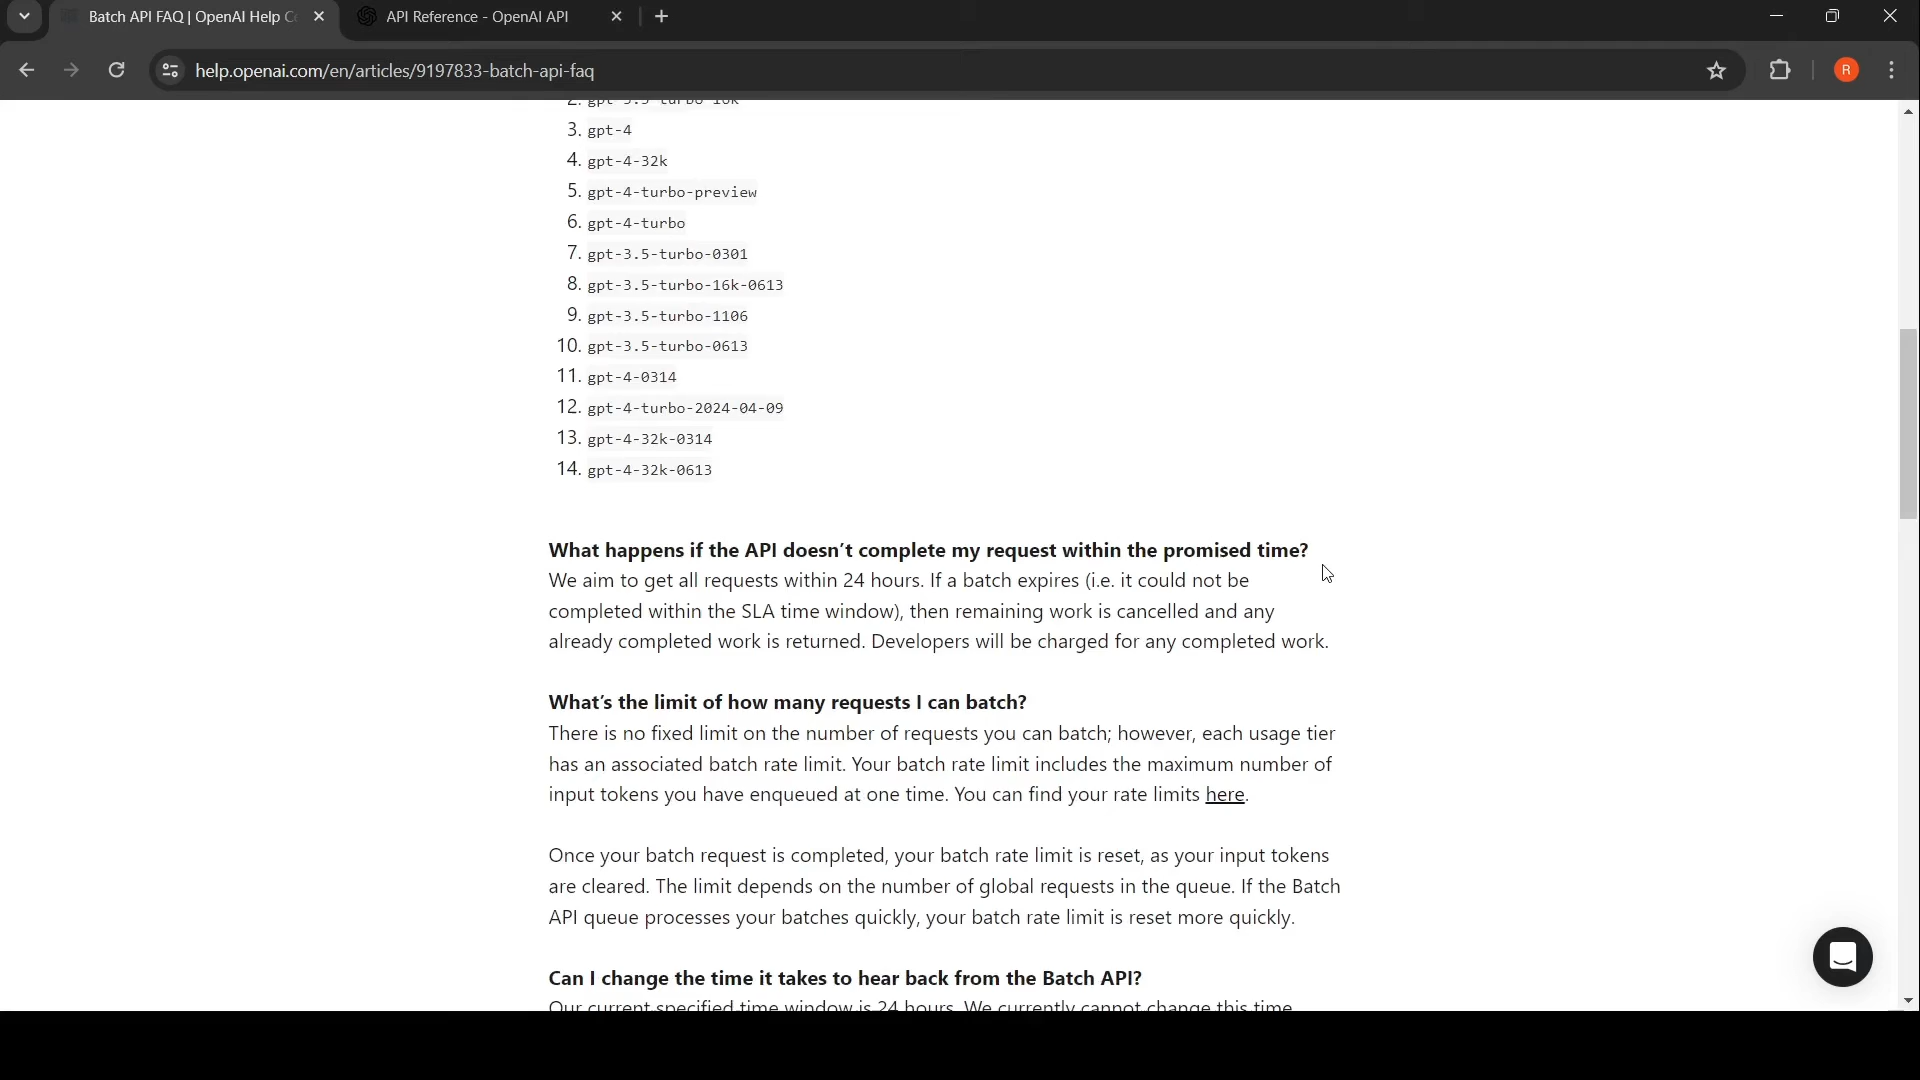 Batch API FAQ | OpenAI Help C
API Reference - OpenAI API
help.openai.com/en/articles/9197833-batch-api-faq
R
2. gpt-3.5-turbo-16k
3. gpt-4
4. gpt-4-32k
5. gpt-4-turbo-preview
6. gpt-4-turbo
7. gpt-3.5-turbo-0301
8. gpt-3.5-turbo-16k-0613
9. gpt-3.5-turbo-1106
10. gpt-3.5-turbo-0613
11. gpt-4-0314
12. gpt-4-turbo-2024-04-09
13. gpt-4-32k-0314
14. gpt-4-32k-0613
What happens if the API doesn’t complete my request within the promised time?
We aim to get all requests within 24 hours. If a batch expires (i.e. it could not be
completed within the SLA time window), then remaining work is cancelled and any
already completed work is returned. Developers will be charged for any completed work.
What’s the limit of how many requests I can batch?
There is no fixed limit on the number of requests you can batch; however, each usage tier
has an associated batch rate limit. Your batch rate limit includes the maximum number of
input tokens you have enqueued at one time. You can find your rate limits here.
Once your batch request is completed, your batch rate limit is reset, as your input tokens
are cleared. The limit depends on the number of global requests in the queue. If the Batch
API queue processes your batches quickly, your batch rate limit is reset more quickly.
Can I change the time it takes to hear back from the Batch API?
Our current specified time window is 24 hours. We currently cannot change this time